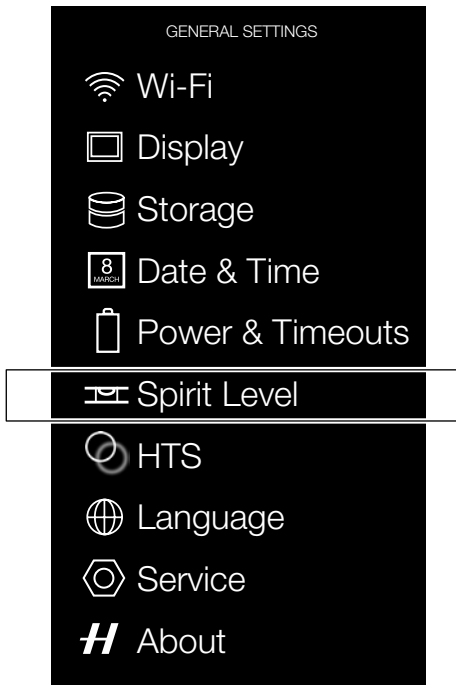 GENERAL SETTINGS
Wi-Fi
Display
Storage
8
MARCH
Date & Time
Power & Timeouts
Spirit Level
HTS
Language
Service
H About